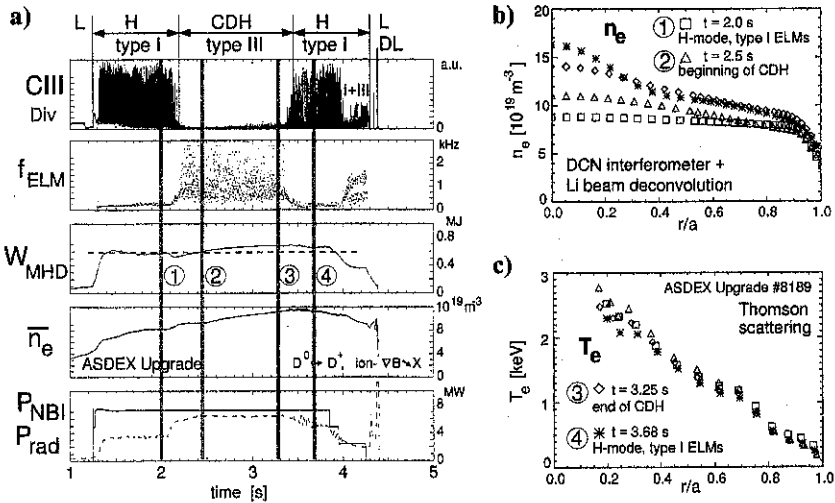 a)
L H CDH H L
type I type III type I DL
CIII
Div
a.u.
i+III
f_ELM
kHz
2
1
0
W_MHD
MJ
0.8
0.4
0.0
① ② ③ ④
n̅_e
10^19 m^-3
10
5
0
ASDEX Upgrade D^0 → D^+, ion-∇B↘X
P_NBI
P_rad
MW
8
4
0
1 2 3 4 5
time [s]
b)
n_e
① □ t = 2.0 s
H-mode, type I ELMs
② △ t = 2.5 s
beginning of CDH
n_e [10^19 m^-3]
20
15
10
5
0
DCN interferometer +
Li beam deconvolution
0.0 0.2 0.4 0.6 0.8 1.0
r/a
c)
ASDEX Upgrade #8189
Thomson
scattering
T_e
T_e [keV]
3
2
1
0
③ ◇ t = 3.25 s
end of CDH
④ ✳ t = 3.68 s
H-mode, type I ELMs
0.0 0.2 0.4 0.6 0.8 1.0
r/a